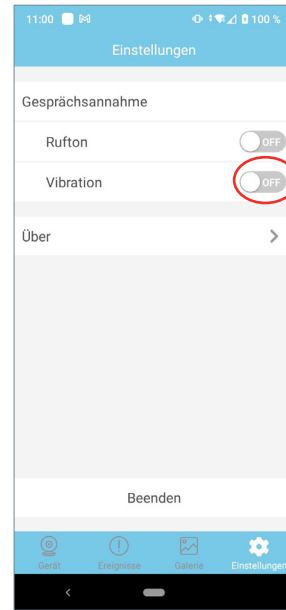 11:00 100 %
Einstellungen
Gesprächsannahme
Rufton OFF
Vibration OFF
Über
Beenden
Gerät Ereignisse Galerie Einstellungen